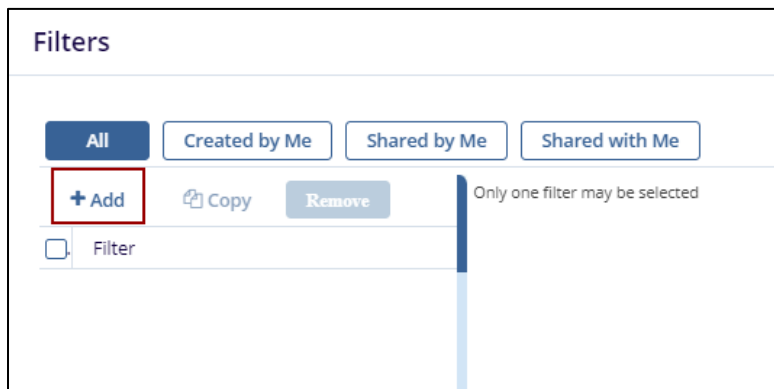 Filters
All Created by Me Shared by Me Shared with Me
+ Add Copy Remove Only one filter may be selected
Filter